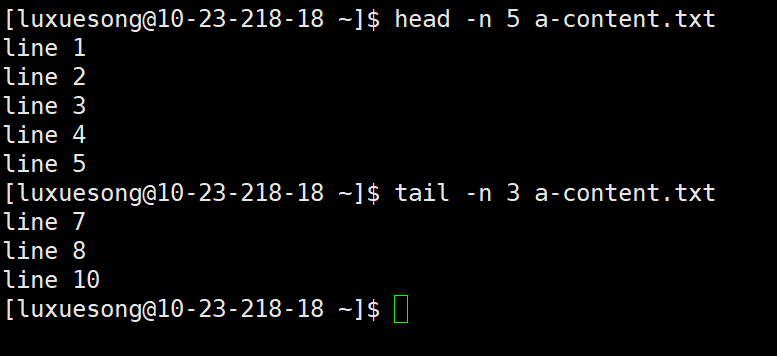 [luxuesong@10-23-218-18 ~]$ head -n 5 a-content.txt
line 1
line 2
line 3
line 4
line 5
[luxuesong@10-23-218-18 ~]$ tail -n 3 a-content.txt
line 7
line 8
line 10
[luxuesong@10-23-218-18 ~]$